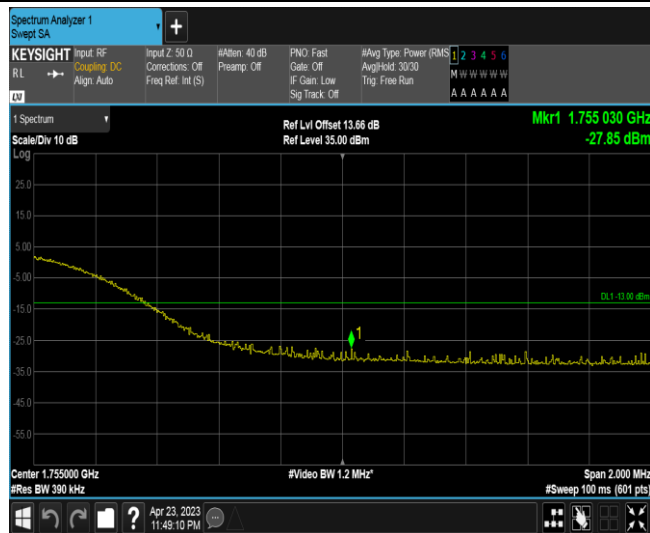 Spectrum Analyzer 1
Swept SA
KEYSIGHT
RL
LXI
Input: RF
Coupling: DC
Align: Auto
Input Z: 50 Ω
Corrections: Off
Freq Ref: Int (S)
#Atten: 40 dB
Preamp: Off
PNO: Fast
Gate: Off
IF Gain: Low
Sig Track: Off
#Avg Type: Power (RMS
Avg|Hold: 30/30
Trig: Free Run
1 2 3 4 5 6
M W W W W W
A A A A A A
1 Spectrum
Scale/Div 10 dB
Log
Ref Lvl Offset 13.66 dB
Ref Level 35.00 dBm
Mkr1 1.755 030 GHz
-27.85 dBm
25.0
15.0
5.00
-5.00
-15.0
-25.0
-35.0
-45.0
-55.0
DL1 -13.00 dBm
1
Center 1.755000 GHz
#Res BW 390 kHz
#Video BW 1.2 MHz*
Span 2.000 MHz
#Sweep 100 ms (601 pts)
Apr 23, 2023
11:49:10 PM